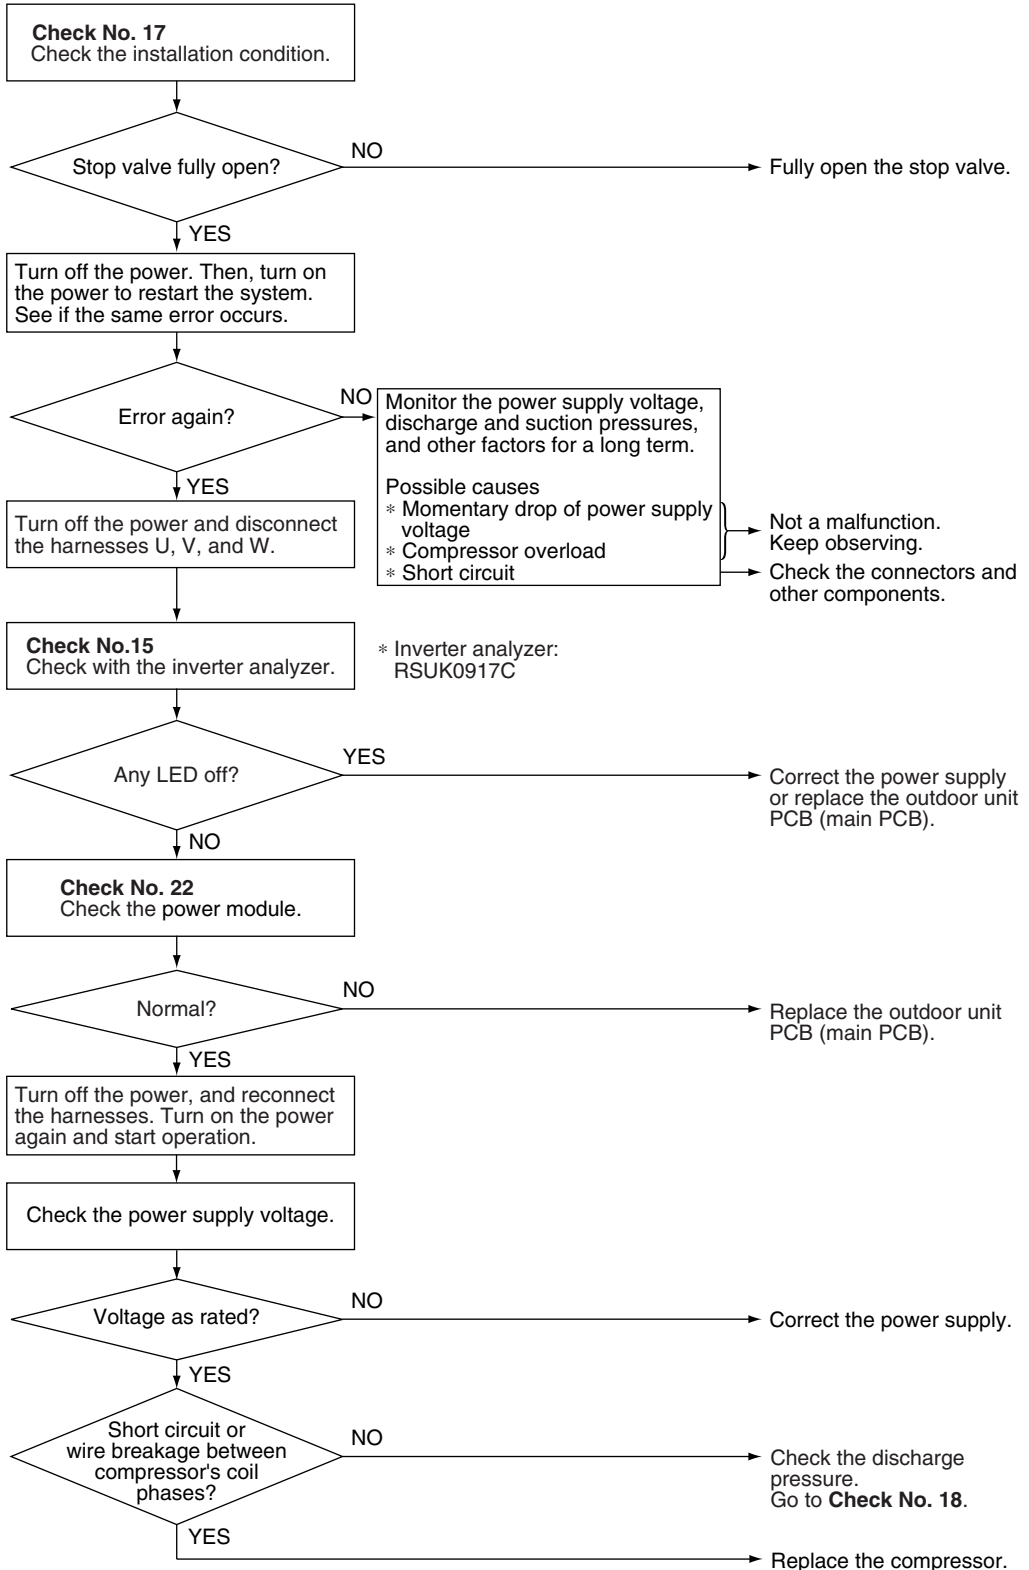 Check No. 17
Check the installation condition.
Stop valve fully open?
NO
Fully open the stop valve.
YES
Turn off the power. Then, turn on
the power to restart the system.
See if the same error occurs.
Error again?
NO
Monitor the power supply voltage,
discharge and suction pressures,
and other factors for a long term.
Possible causes
* Momentary drop of power supply
voltage
* Compressor overload
* Short circuit
Not a malfunction.
Keep observing.
Check the connectors and
other components.
YES
Turn off the power and disconnect
the harnesses U, V, and W.
Check No.15
Check with the inverter analyzer.
* Inverter analyzer:
RSUK0917C
Any LED off?
YES
Correct the power supply
or replace the outdoor unit
PCB (main PCB).
NO
Check No. 22
Check the power module.
Normal?
NO
Replace the outdoor unit
PCB (main PCB).
YES
Turn off the power, and reconnect
the harnesses. Turn on the power
again and start operation.
Check the power supply voltage.
Voltage as rated?
NO
Correct the power supply.
YES
Short circuit or
wire breakage between
compressor's coil
phases?
NO
Check the discharge
pressure.
Go to Check No. 18.
YES
Replace the compressor.